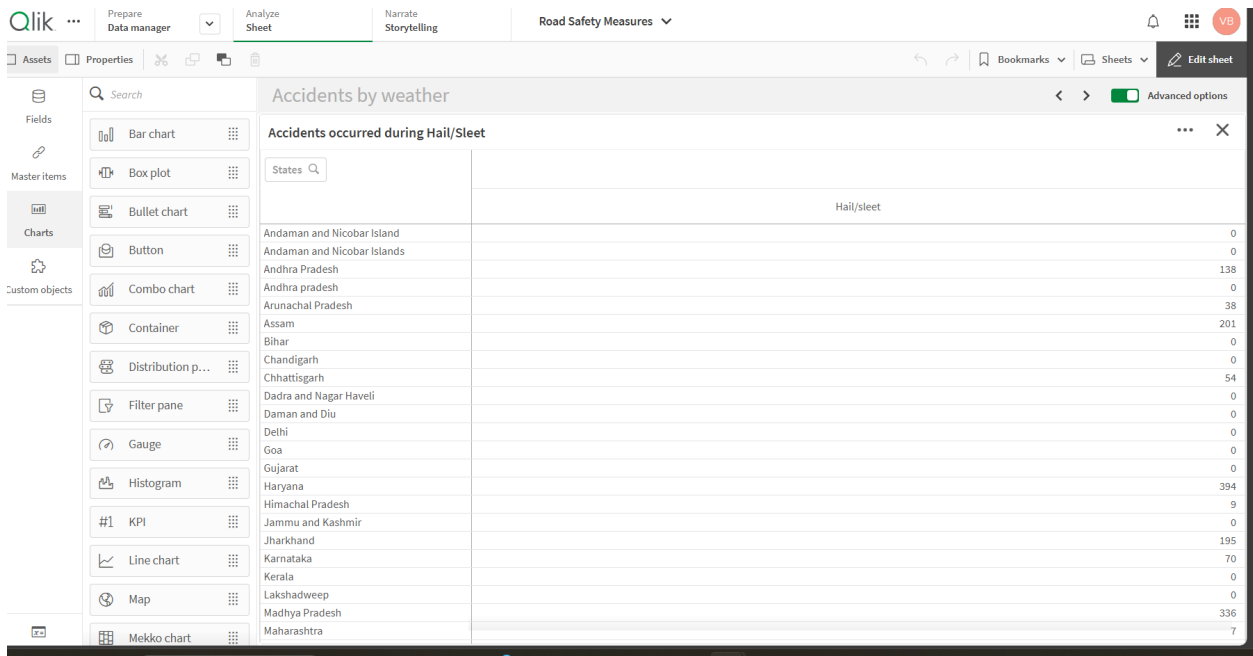 Qlik
Prepare
Data manager
Analyze
Sheet
Narrate
Storytelling
Road Safety Measures
VB
Assets
Properties
Bookmarks
Sheets
Edit sheet
Fields
Master items
Charts
Custom objects
Search
Bar chart
Box plot
Bullet chart
Button
Combo chart
Container
Distribution p...
Filter pane
Gauge
Histogram
#1 KPI
Line chart
Map
Mekko chart
Accidents by weather
Advanced options
Accidents occurred during Hail/Sleet
States
Hail/sleet
Andaman and Nicobar Island 0
Andaman and Nicobar Islands 0
Andhra Pradesh 138
Andhra pradesh 0
Arunachal Pradesh 38
Assam 201
Bihar 0
Chandigarh 0
Chhattisgarh 54
Dadra and Nagar Haveli 0
Daman and Diu 0
Delhi 0
Goa 0
Gujarat 0
Haryana 394
Himachal Pradesh 9
Jammu and Kashmir 0
Jharkhand 195
Karnataka 70
Kerala 0
Lakshadweep 0
Madhya Pradesh 336
Maharashtra 7